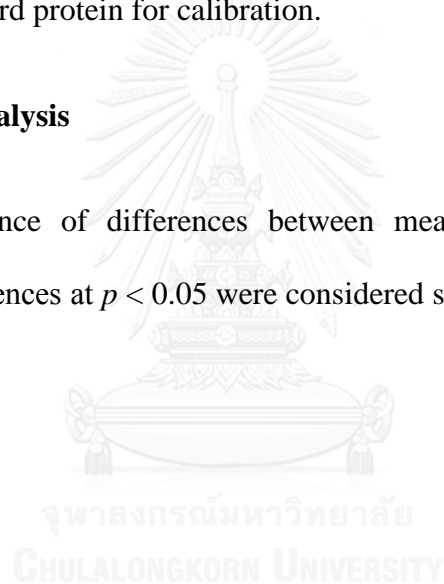 rd protein for calibration.
alysis
nce of differences between mea
ences at p < 0.05 were considered s
จุฬาลงกรณ์มหาวิทยาลัย
CHULALONGKORN UNIVERSITY